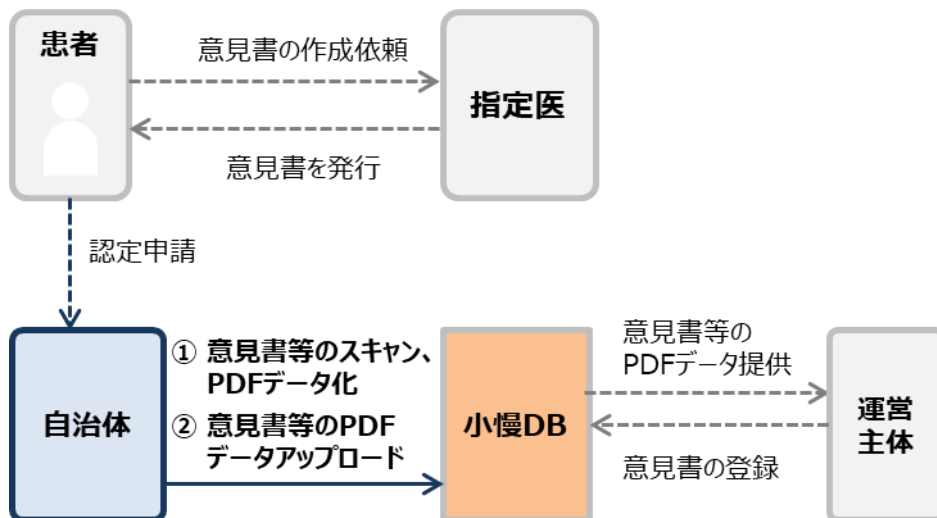 患者
意見書の作成依頼
指定医
意見書を発行
認定申請
自治体
① 意見書等のスキャン、
PDFデータ化
② 意見書等のPDF
データアップロード
小慢DB
意見書等の
PDFデータ提供
意見書の登録
運営
主体